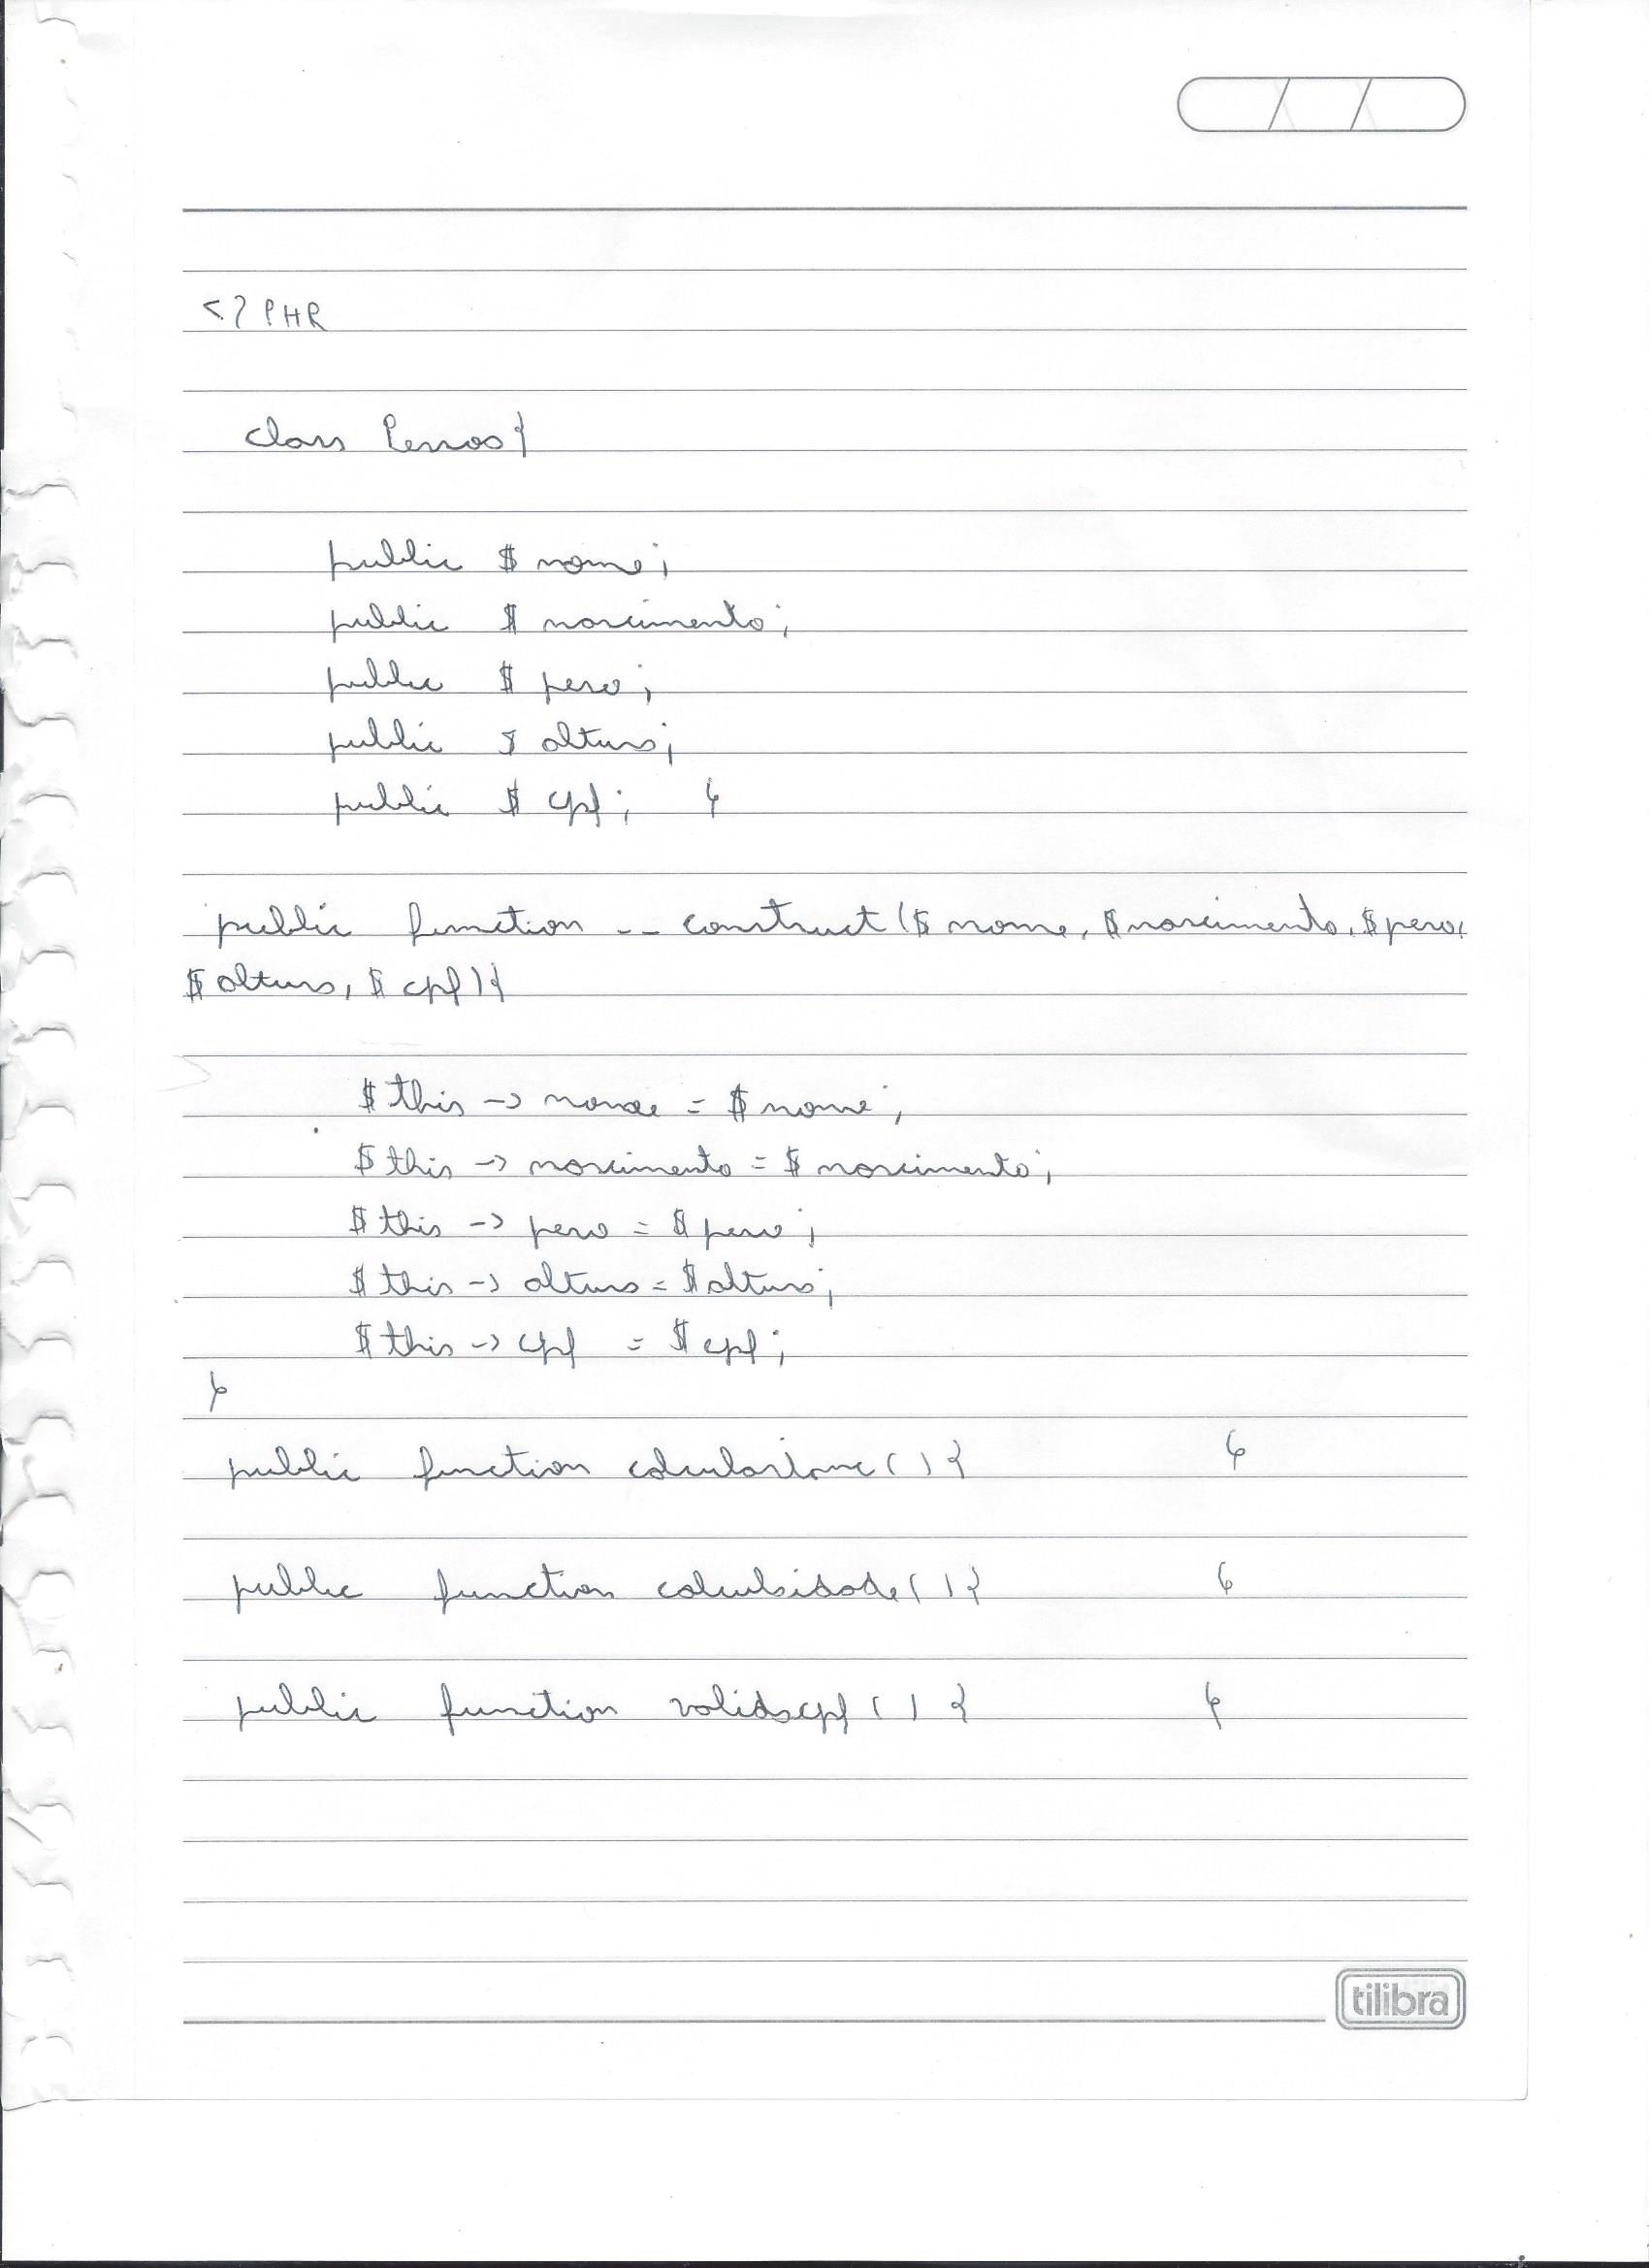 <? PHP
class Pessoa{
public $ nome;
public $ nascimento;
public $ peso;
public $ altura;
public $ cpf; }
public function __ construct ($ nome, $ nascimento, $ peso,
$ altura, $ cpf ){
$ this -> nome = $ nome;
$ this -> nascimento = $ nascimento;
$ this -> peso = $ peso;
$ this -> altura = $ altura;
$ this -> cpf = $ cpf;
}
public function ( ) { }
public function calculaidade ( ) { }
public function validacpf ( ) { }
tilibra